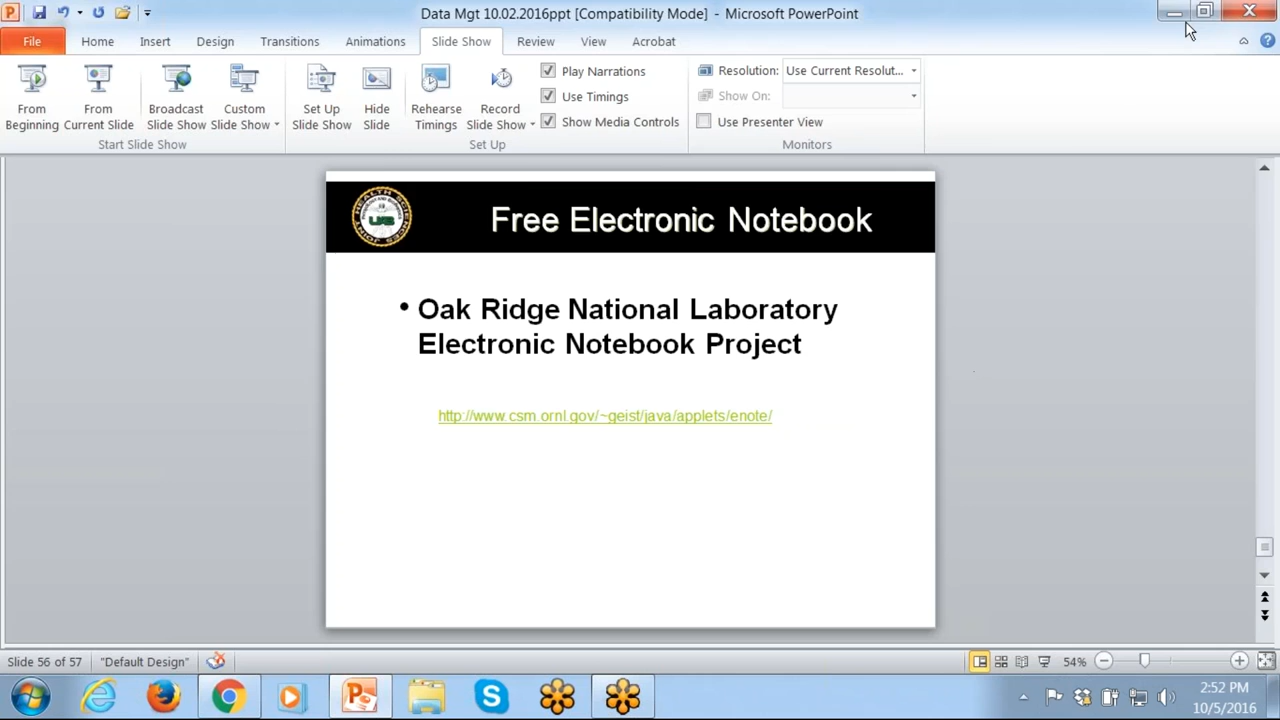 Data Mgt 10.02.2016ppt [Compatibility Mode] - Microsoft PowerPoint
File Home Insert Design Transitions Animations Slide Show Review View Acrobat
From Beginning
From Current Slide
Broadcast Slide Show
Custom Slide Show
Start Slide Show
Set Up Slide Show
Hide Slide
Rehearse Timings
Record Slide Show
Play Narrations
Use Timings
Show Media Controls
Set Up
Resolution: Use Current Resolut...
Show On:
Use Presenter View
Monitors
Free Electronic Notebook
• Oak Ridge National Laboratory
Electronic Notebook Project
http://www.csm.ornl.gov/~geist/java/applets/enote/
Slide 56 of 57 "Default Design" 54%
2:52 PM
10/5/2016